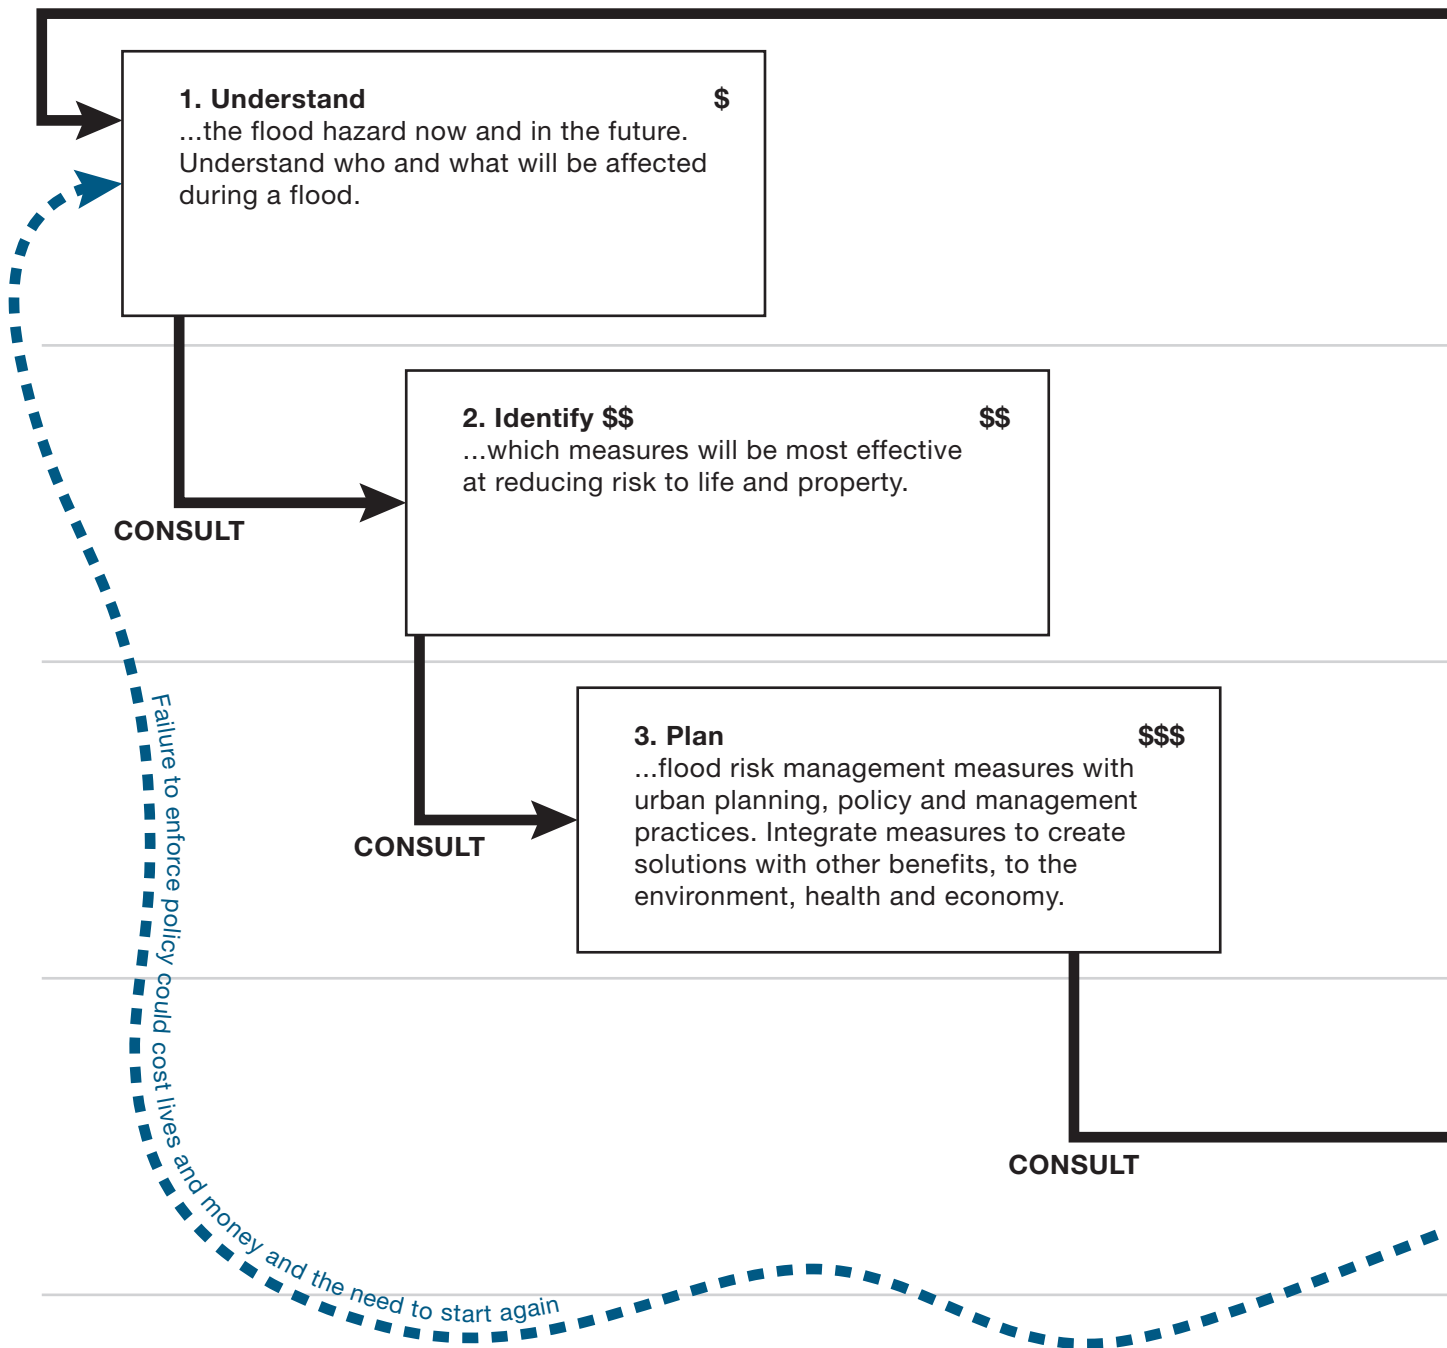 1. Understand $
...the flood hazard now and in the future.
Understand who and what will be affected
during a flood.
2. Identify $$ $$
...which measures will be most effective
at reducing risk to life and property.
CONSULT
3. Plan $$$
...flood risk management measures with
urban planning, policy and management
practices. Integrate measures to create
solutions with other benefits, to the
environment, health and economy.
CONSULT
CONSULT
Failure to enforce policy could cost lives and money and the need to start again